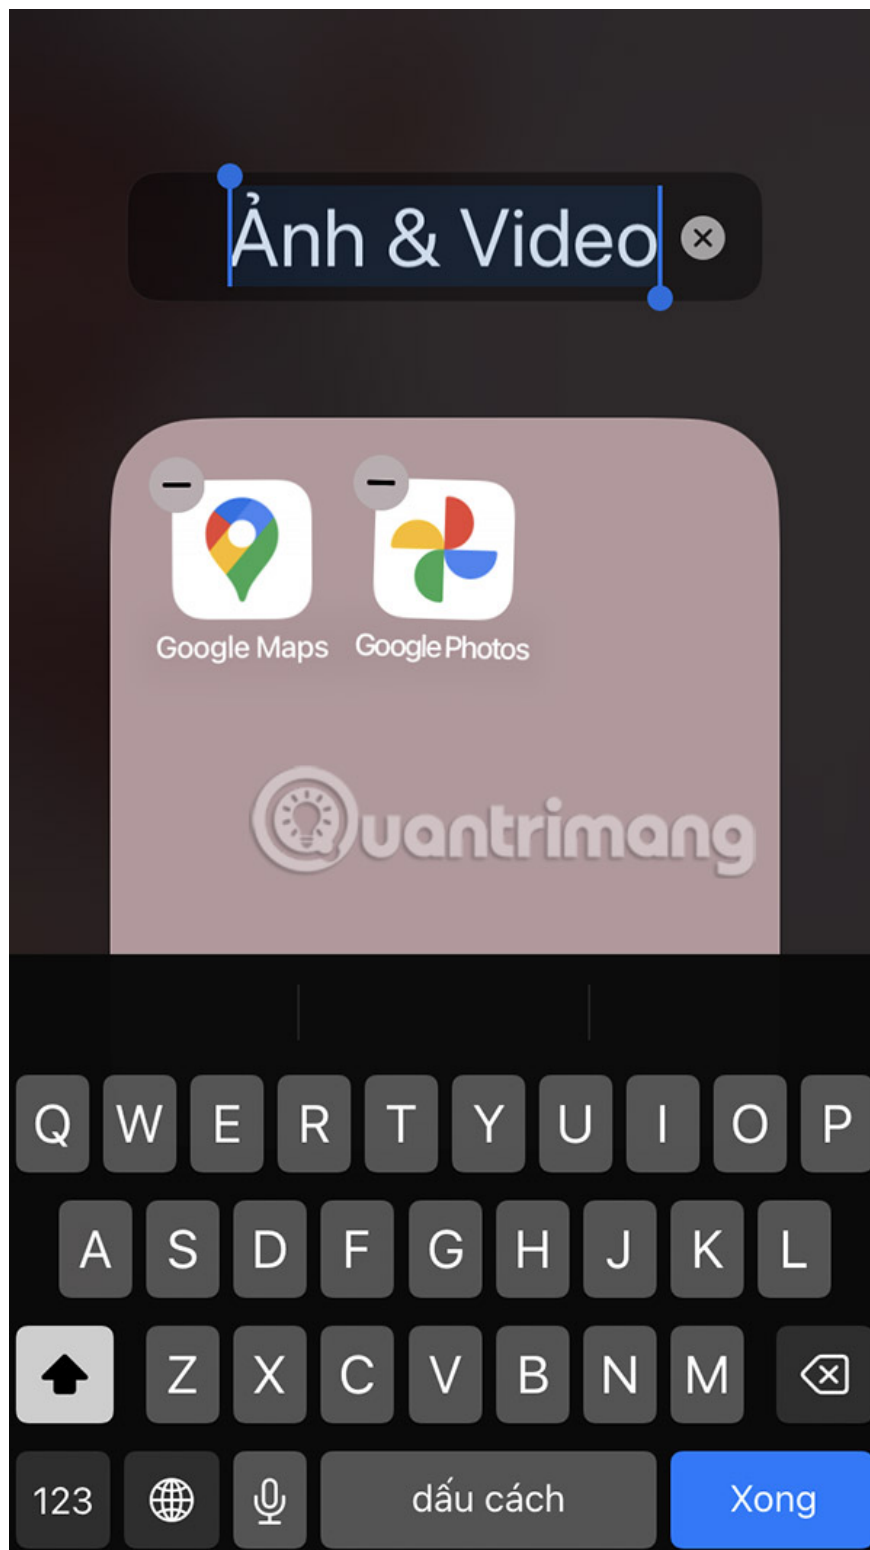 Ảnh & Video
Google Maps Google Photos
Quantrimang
Q W E R T Y U I O P
A S D F G H J K L
Z X C V B N M
123 dấu cách Xong